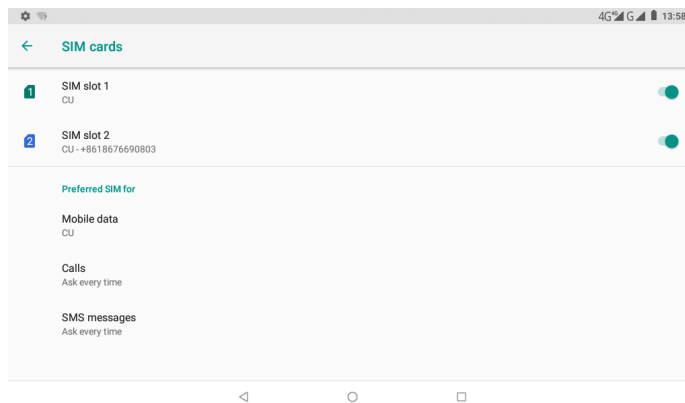 4G 4G G 13:58
SIM cards
1 SIM slot 1
CU
2 SIM slot 2
CU - +8618676690803
Preferred SIM for
Mobile data
CU
Calls
Ask every time
SMS messages
Ask every time